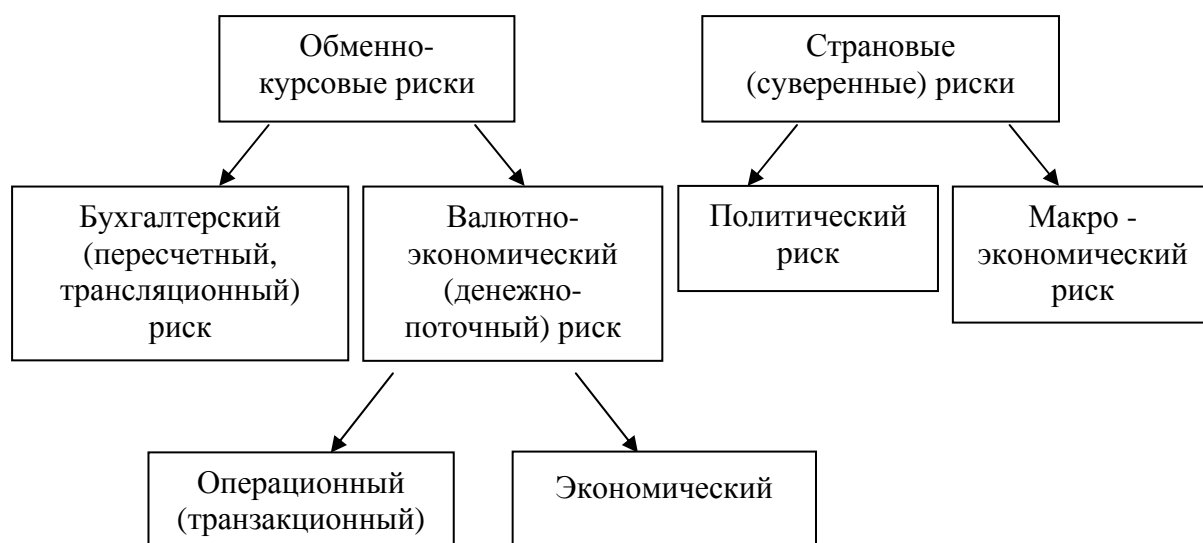 Обменно-
курсовые риски
Страновые
(суверенные) риски
Бухгалтерский
(пересчетный,
трансляционный)
риск
Валютно-
экономический
(денежно-
поточный) риск
Политический
риск
Макро -
экономический
риск
Операционный
(транзакционный)
Экономический